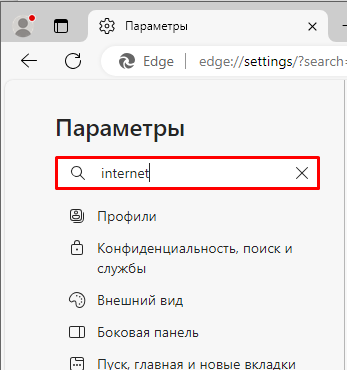 Параметры
Edge edge://settings/?search=
Параметры
internet
Профили
Конфиденциальность, поиск и
службы
Внешний вид
Боковая панель
Пуск, главная и новые вкладки